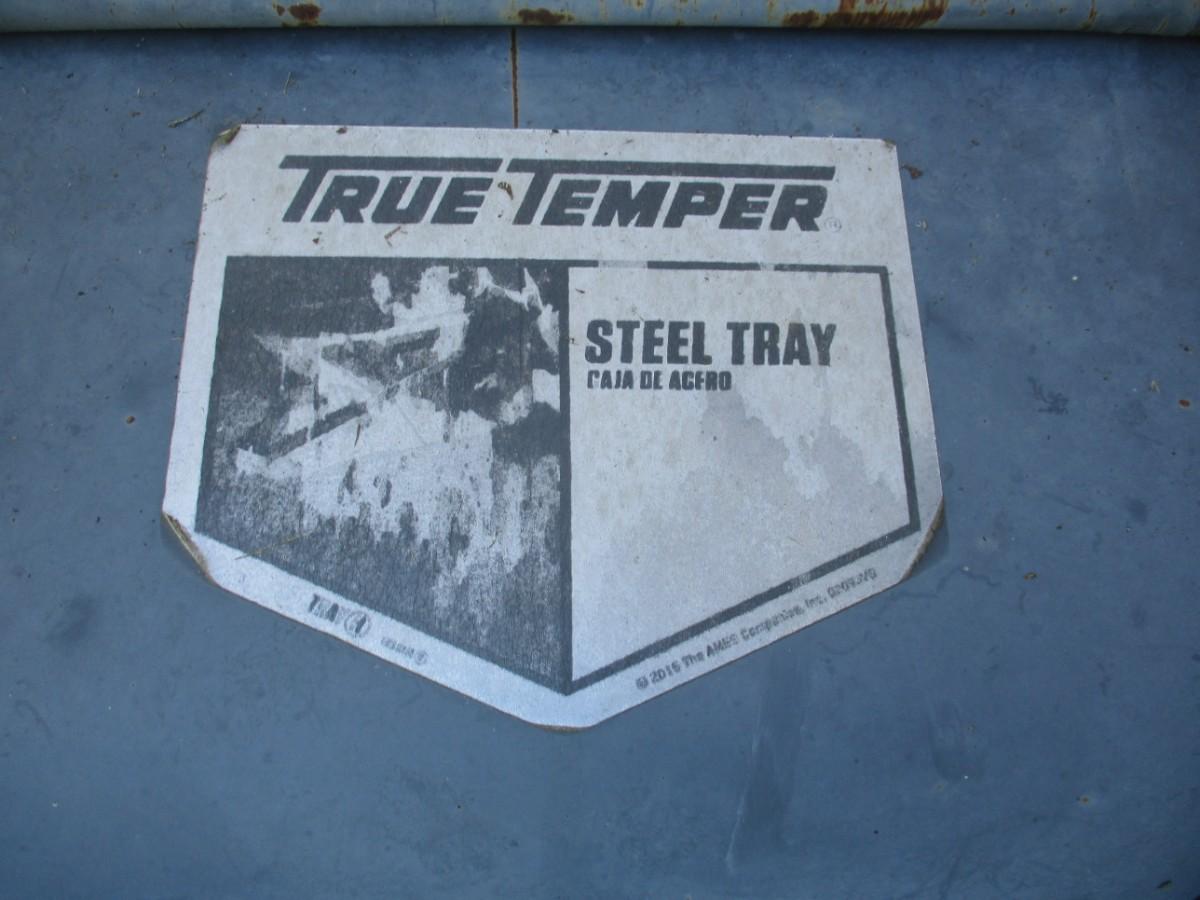 TRUE TEMPER
STEEL TRAY
CAJA DE ACERO
© 2016 The AMES Companies, Inc.